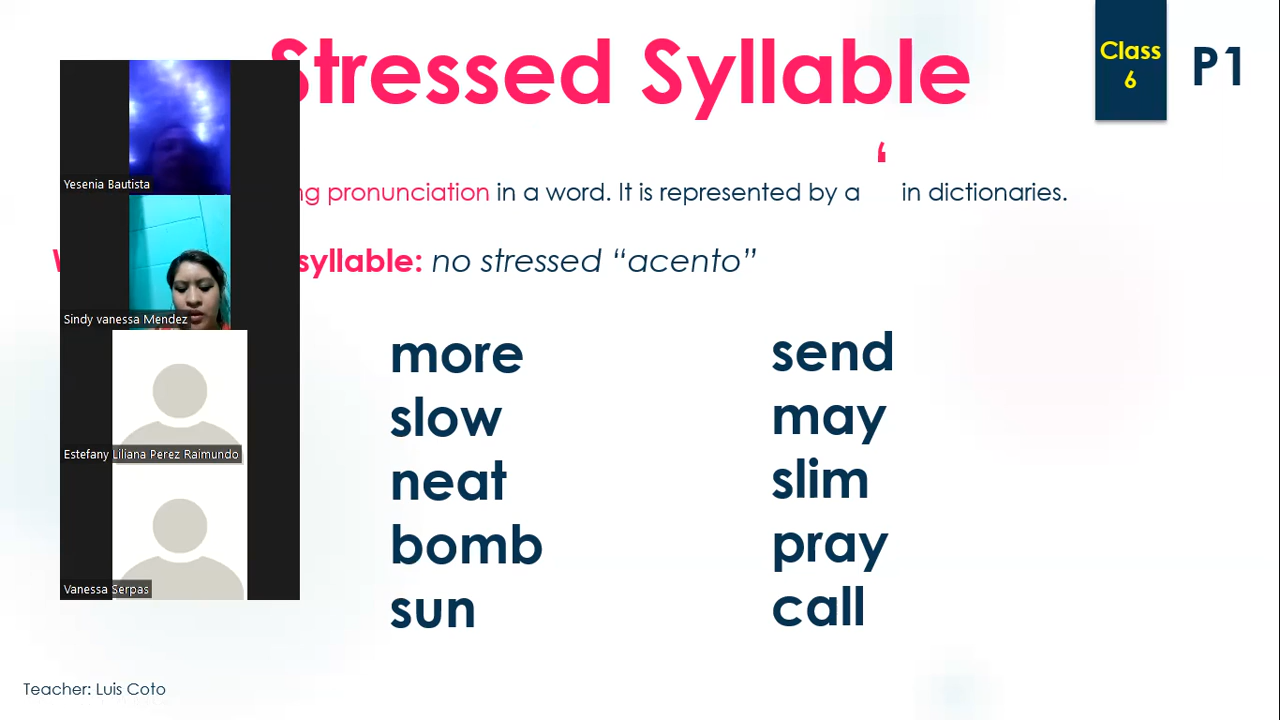 Stressed Syllable
Class
6
P1
‘
ng pronunciation in a word. It is represented by a in dictionaries.
syllable: no stressed “acento”
more
slow
neat
bomb
sun
send
may
slim
pray
call
Yesenia Bautista
Sindy vanessa Mendez
Estefany Liliana Perez Raimundo
Vanessa Serpas
Teacher: Luis Coto